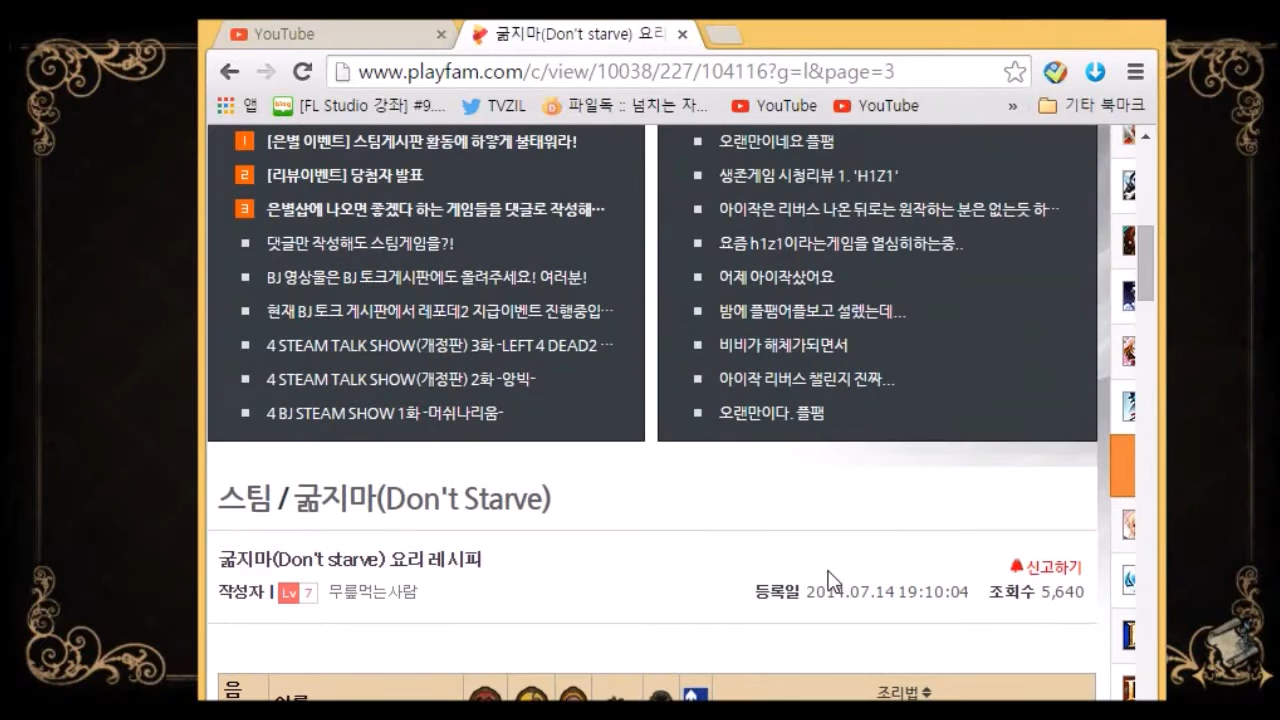 YouTube
굶지마(Don't starve) 요리
www.playfam.com/c/view/10038/227/104116?g=l&page=3
앱 [FL Studio 강좌] #9.... TVZIL 파일독 :: 넘치는 자... YouTube YouTube » 기타 북마크
1 [은별 이벤트] 스팀게시판 활동에 하얗게 불태워라!
2 [리뷰이벤트] 당첨자 발표
3 은별샵에 나오면 좋겠다 하는 게임들을 댓글로 작성해…
댓글만 작성해도 스팀게임을?!
BJ 영상물은 BJ 토크게시판에도 올려주세요! 여러분!
현재 BJ 토크 게시판에서 레포데2 지급이벤트 진행중입…
4 STEAM TALK SHOW(개정판) 3화 -LEFT 4 DEAD2 …
4 STEAM TALK SHOW(개정판) 2화 -앙빅-
4 BJ STEAM SHOW 1화 -머쉬나리움-
오랜만이네요 플팸
생존게임 시청리뷰 1. 'H1Z1'
아이작은 리버스 나온 뒤로는 원작하는 분은 없는듯 하…
요즘 h1z1이라는게임을 열심히하는중..
어제 아이작샀어요
밤에 플팸어플보고 설렜는데...
비비가 해체가되면서
아이작 리버스 챌린지 진짜...
오랜만이다. 플팸
스팀 / 굶지마(Don't Starve)
굶지마(Don't starve) 요리 레시피
신고하기
작성자 | Lv 7 무릎먹는사람
등록일 2014.07.14 19:10:04 조회수 5,640
음
이름
조리법